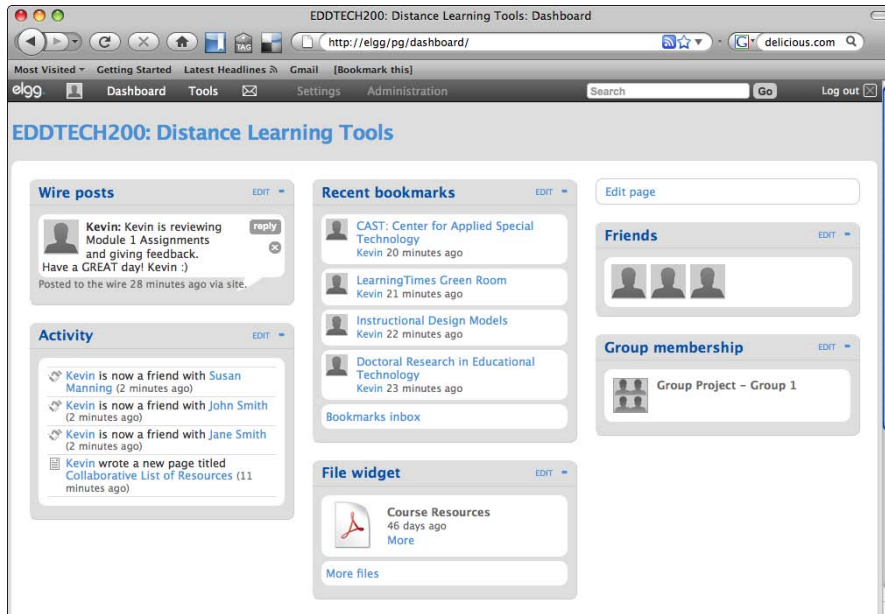 EDDTECH200: Distance Learning Tools: Dashboard
TAG
http://elgg/pg/dashboard/
G
delicious.com
Most Visited
Getting Started
Latest Headlines
Gmail
[Bookmark this]
elgg.
Dashboard
Tools
Settings
Administration
Search
Go
Log out
EDDTECH200: Distance Learning Tools
Wire posts
EDIT
Kevin: Kevin is reviewing
Module 1 Assignments
and giving feedback.
Have a GREAT day! Kevin :)
reply
Posted to the wire 28 minutes ago via site.
Activity
EDIT
Kevin is now a friend with Susan
Manning (2 minutes ago)
Kevin is now a friend with John Smith
(2 minutes ago)
Kevin is now a friend with Jane Smith
(2 minutes ago)
Kevin wrote a new page titled
Collaborative List of Resources (11
minutes ago)
Recent bookmarks
EDIT
CAST: Center for Applied Special
Technology
Kevin 20 minutes ago
LearningTimes Green Room
Kevin 21 minutes ago
Instructional Design Models
Kevin 22 minutes ago
Doctoral Research in Educational
Technology
Kevin 23 minutes ago
Bookmarks inbox
File widget
EDIT
Course Resources
46 days ago
More
More files
Edit page
Friends
EDIT
Group membership
EDIT
Group Project – Group 1